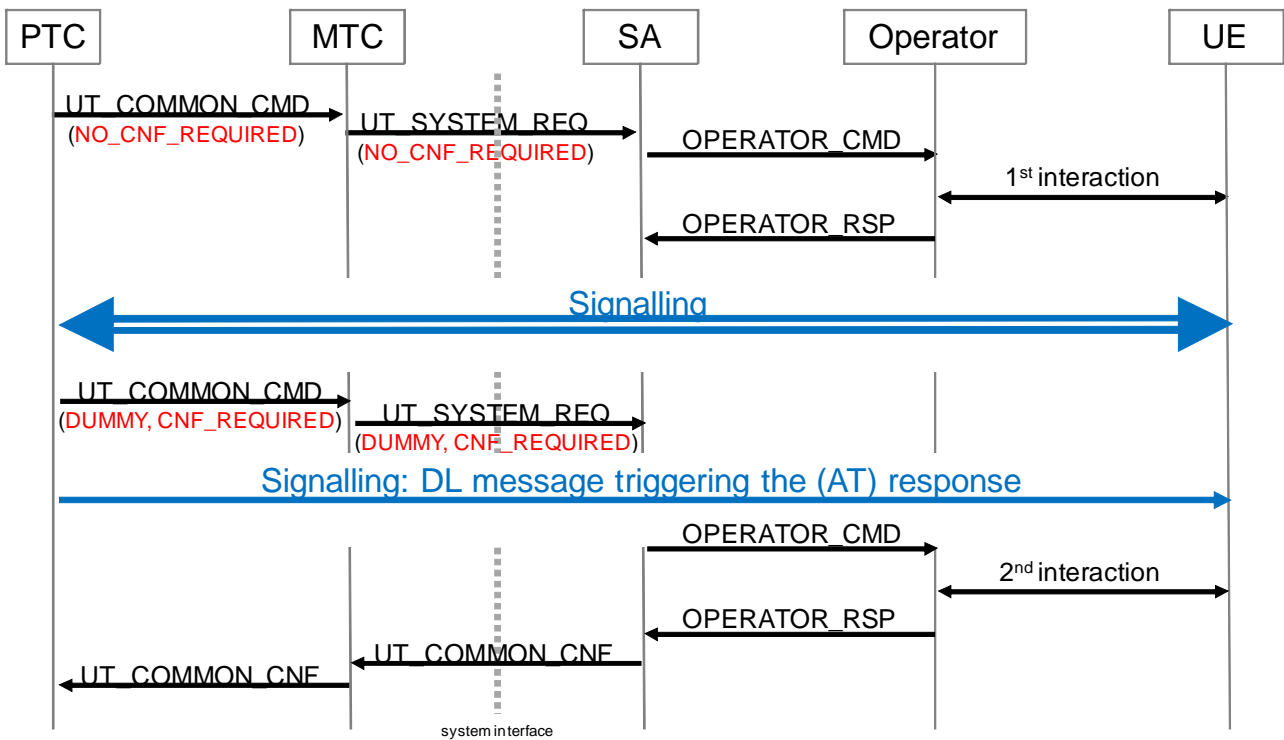 PTC MTC SA Operator UE
UT_COMMON_CMD
(NO_CNF_REQUIRED)
UT_SYSTEM_REQ
(NO_CNF_REQUIRED)
OPERATOR_CMD
1st interaction
OPERATOR_RSP
Signalling
UT_COMMON_CMD
(DUMMY, CNF_REQUIRED)
UT_SYSTEM_REQ
(DUMMY, CNF_REQUIRED)
Signalling: DL message triggering the (AT) response
OPERATOR_CMD
2nd interaction
OPERATOR_RSP
UT_COMMON_CNF
UT_COMMON_CNF
system interface